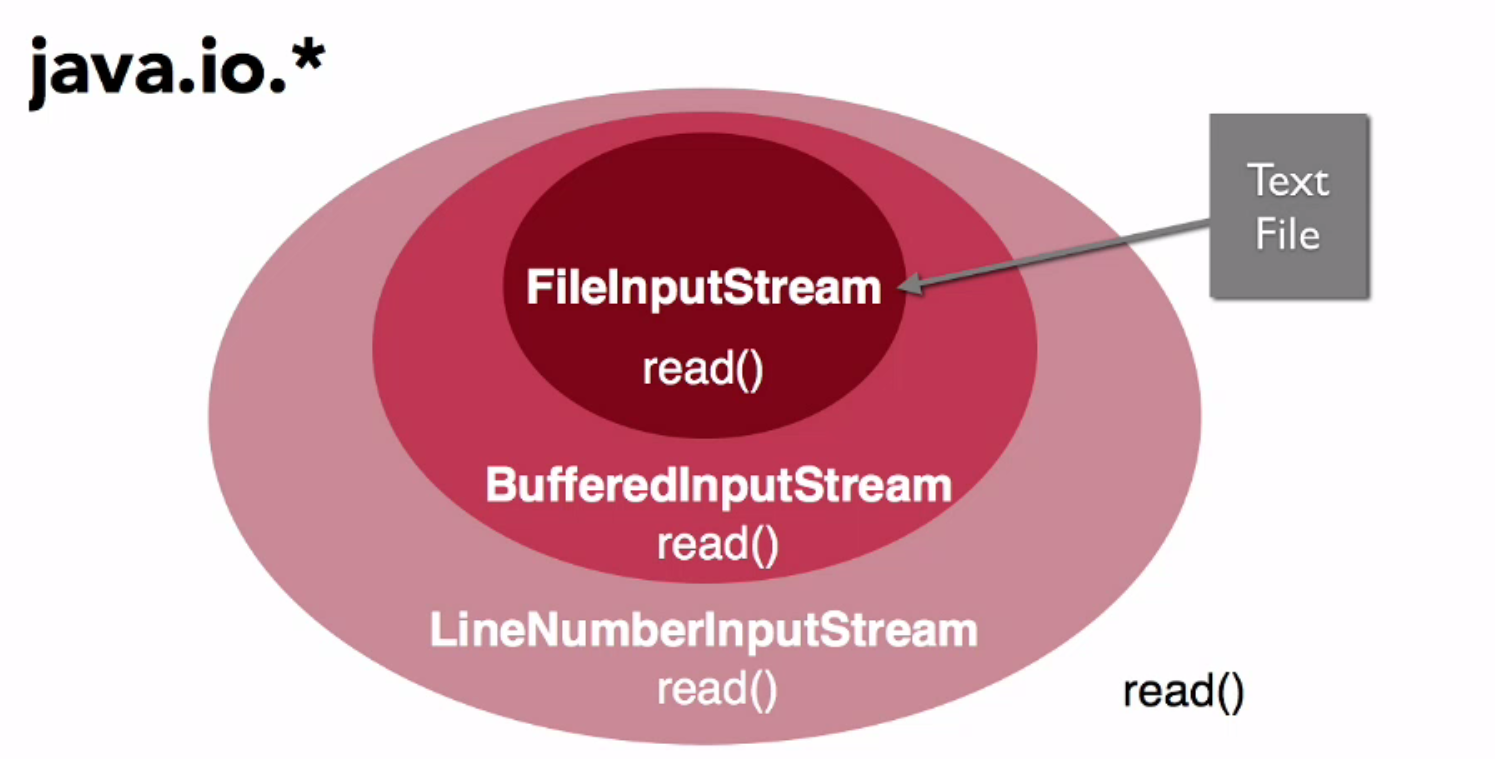 java.io.*
Text
File
FileInputStream
read()
BufferedInputStream
read()
LineNumberInputStream
read()
read()